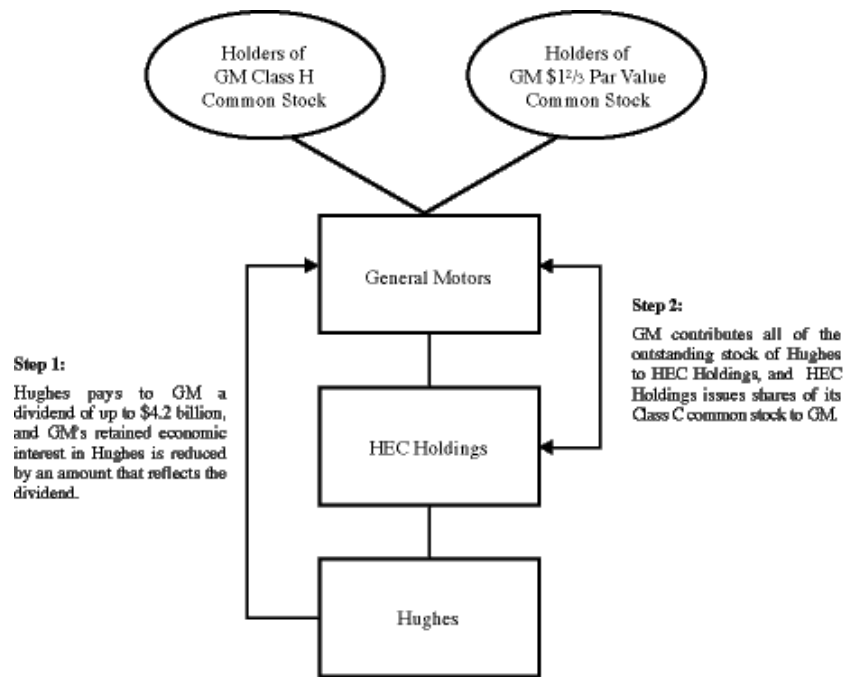 Holders of
GM Class H
Common Stock
Holders of
GM $1²/₃ Par Value
Common Stock
General Motors
Step 2:
GM contributes all of the
outstanding stock of Hughes
to HEC Holdings, and HEC
Holdings issues shares of its
Class C common stock to GM.
Step 1:
Hughes pays to GM a
dividend of up to $4.2 billion,
and GM's retained economic
interest in Hughes is reduced
by an amount that reflects the
dividend.
HEC Holdings
Hughes